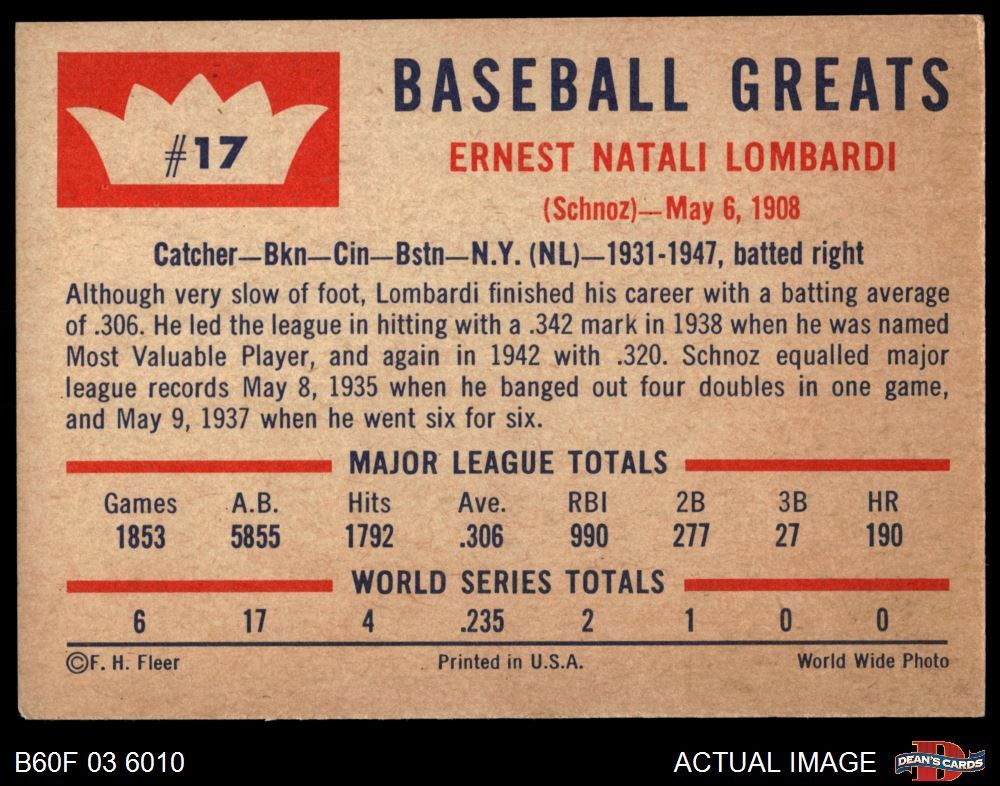 #17
BASEBALL GREATS
ERNEST NATALI LOMBARDI
(Schnoz)—May 6, 1908
Catcher—Bkn—Cin—Bstn—N.Y. (NL)—1931-1947, batted right
Although very slow of foot, Lombardi finished his career with a batting average
of .306. He led the league in hitting with a .342 mark in 1938 when he was named
Most Valuable Player, and again in 1942 with .320. Schnoz equalled major
league records May 8, 1935 when he banged out four doubles in one game,
and May 9, 1937 when he went six for six.
MAJOR LEAGUE TOTALS
Games A.B. Hits Ave. RBI 2B 3B HR
1853 5855 1792 .306 990 277 27 190
WORLD SERIES TOTALS
6 17 4 .235 2 1 0 0
©F. H. Fleer Printed in U.S.A. World Wide Photo
B60F 03 6010 ACTUAL IMAGE D DEAN'S CARDS